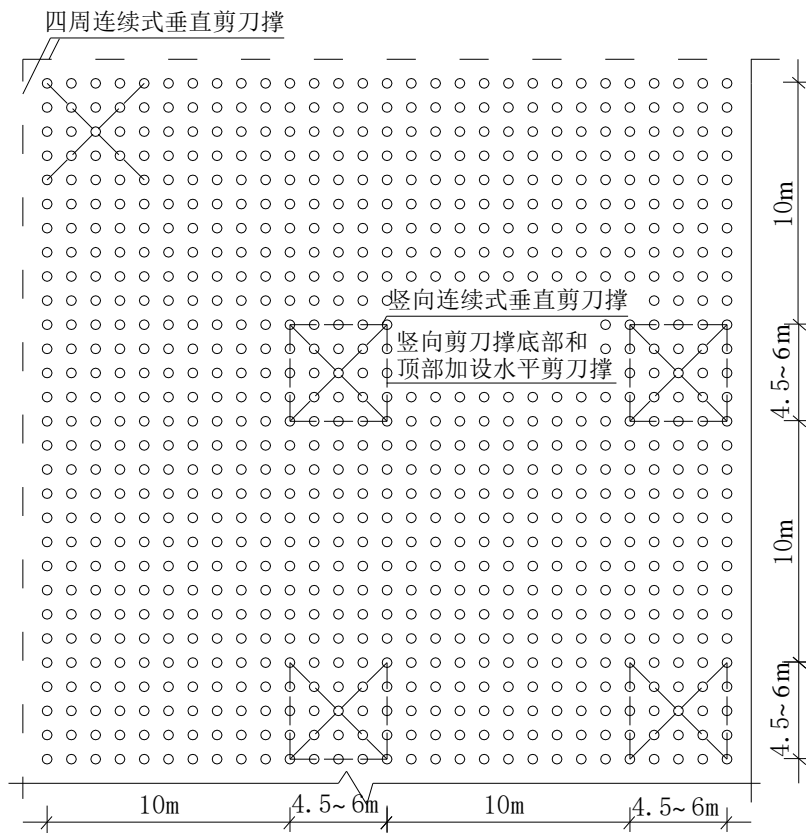 四周连续式垂直剪刀撑
10m
竖向连续式垂直剪刀撑
竖向剪刀撑底部和
顶部加设水平剪刀撑
4.5~6m
10m
4.5~6m
10m
4.5~6m
10m
4.5~6m